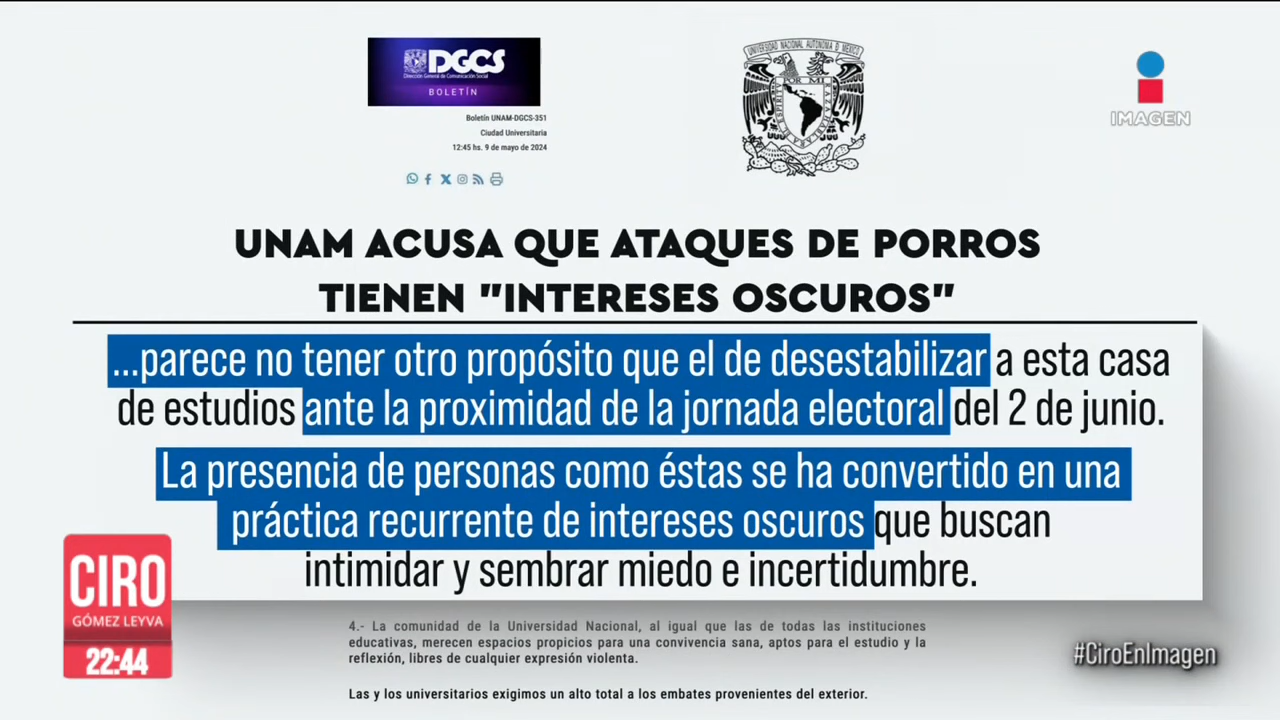 DGCS
Dirección General de Comunicación Social
BOLETÍN
UNIVERSIDAD NACIONAL AUTÓNOMA DE MÉXICO
IMAGEN
Boletín UNAM-DGCS-351
Ciudad Universitaria
12:45 hs. 9 de mayo de 2024
UNAM ACUSA QUE ATAQUES DE PORROS
TIENEN "INTERESES OSCUROS"
...parece no tener otro propósito que el de desestabilizar a esta casa
de estudios ante la proximidad de la jornada electoral del 2 de junio.
La presencia de personas como éstas se ha convertido en una
práctica recurrente de intereses oscuros que buscan
intimidar y sembrar miedo e incertidumbre.
CIRO
GÓMEZ LEYVA
22:44
4.- La comunidad de la Universidad Nacional, al igual que las de todas las instituciones
educativas, merecen espacios propicios para una convivencia sana, aptos para el estudio y la
reflexión, libres de cualquier expresión violenta.
#CiroEnImagen
Las y los universitarios exigimos un alto total a los embates provenientes del exterior.